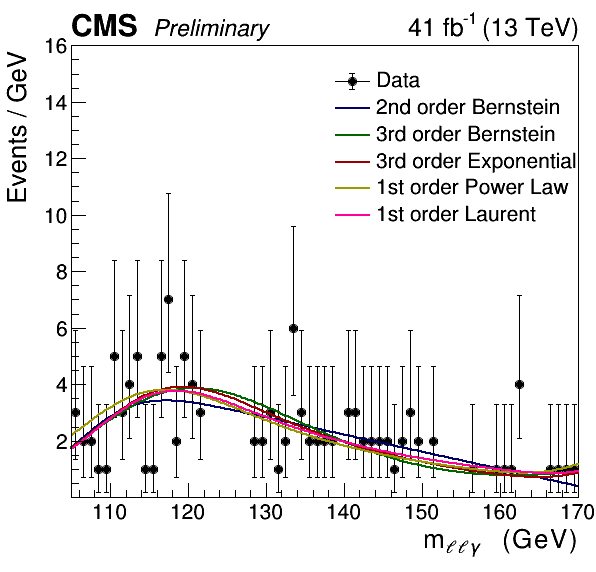 CMS Preliminary 41 fb⁻¹ (13 TeV)
Events / GeV
16
14
12
10
8
6
4
2
Data
2nd order Bernstein
3rd order Bernstein
3rd order Exponential
1st order Power Law
1st order Laurent
110 120 130 140 150 160 170
m_ℓℓγ (GeV)